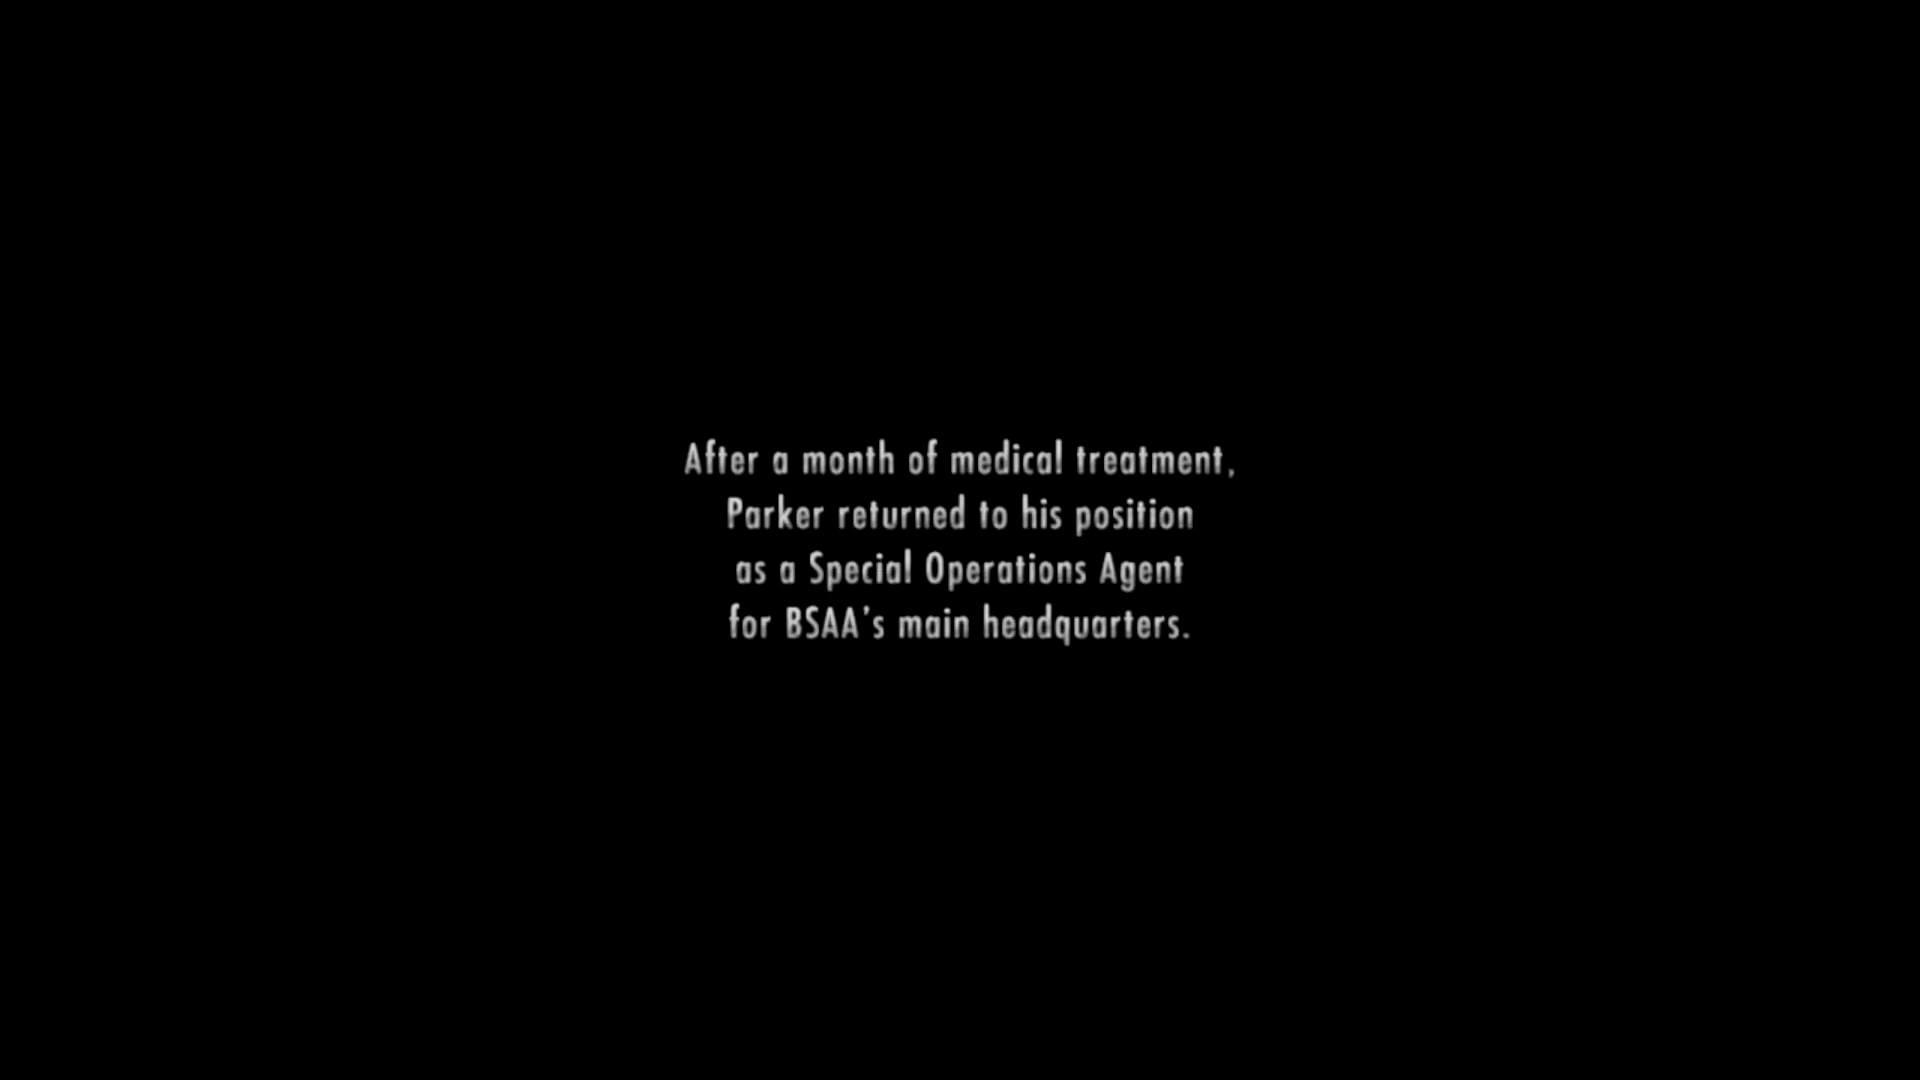 After a month of medical treatment,
Parker returned to his position
as a Special Operations Agent
for BSAA's main headquarters.